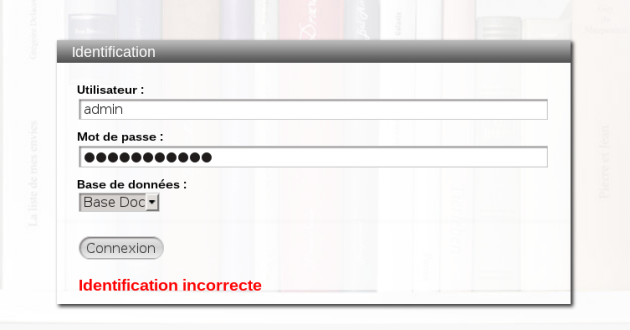 Identification
Utilisateur :
admin
Mot de passe :
●●●●●●●●●●●
Base de données :
Base Doc
Connexion
Identification incorrecte
La liste de mes envies
Pierre et Jean